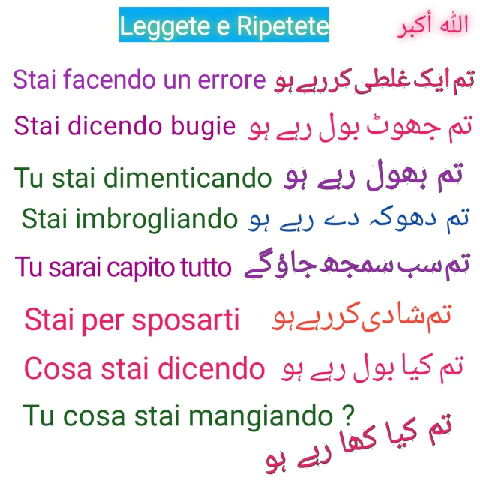 Leggete e Ripetete الله أكبر
Stai facendo un errore تم ایک غلطی کر رہے ہو
Stai dicendo bugie تم جھوٹ بول رہے ہو
Tu stai dimenticando تم بھول رہے ہو
Stai imbrogliando تم دھوکہ دے رہے ہو
Tu sarai capito tutto تم سب سمجھ جاؤ گے
Stai per sposarti تم شادی کر رہے ہو
Cosa stai dicendo تم کیا بول رہے ہو
Tu cosa stai mangiando ?
تم کیا کھا رہے ہو